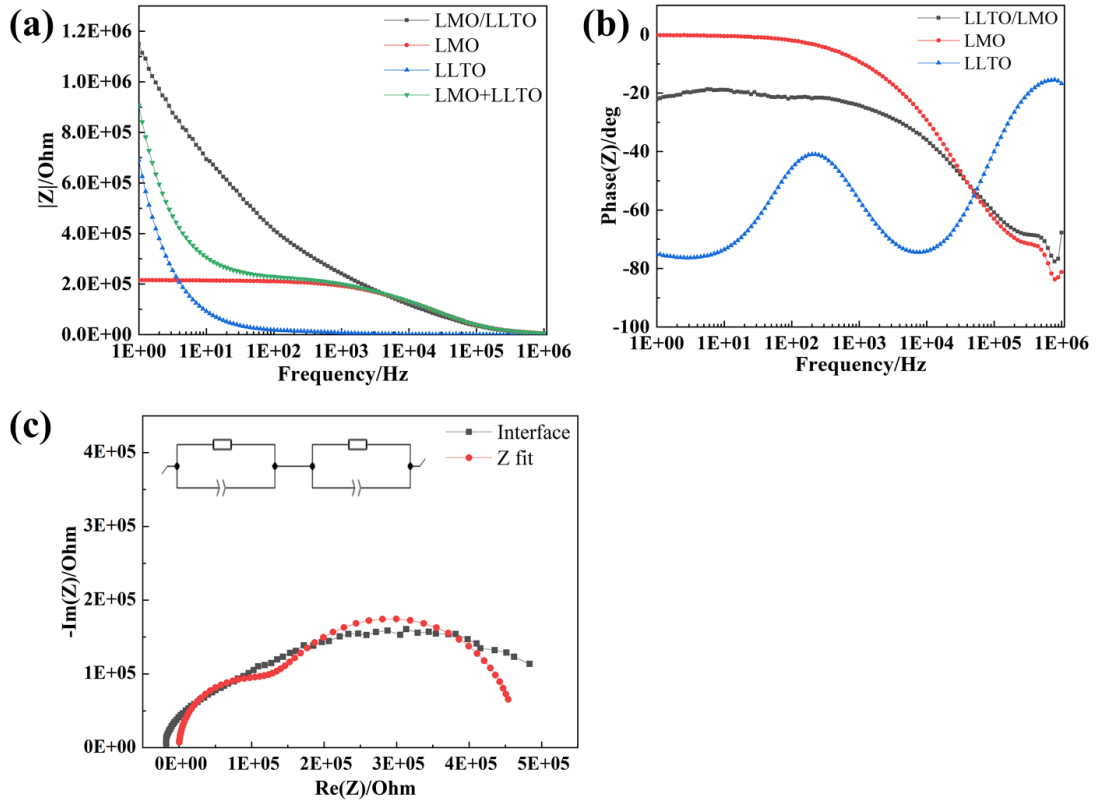 (a)
LMO/LLTO
LMO
LLTO
LMO+LLTO
1.2E+06
1.0E+06
8.0E+05
6.0E+05
4.0E+05
2.0E+05
0.0E+00
|Z|/Ohm
1E+00 1E+01 1E+02 1E+03 1E+04 1E+05 1E+06
Frequency/Hz
(b)
LLTO/LMO
LMO
LLTO
20
0
-20
-40
-60
-80
-100
Phase(Z)/deg
1E+00 1E+01 1E+02 1E+03 1E+04 1E+05 1E+06
Frequency/Hz
(c)
Interface
Z fit
4E+05
3E+05
2E+05
1E+05
0E+00
-Im(Z)/Ohm
0E+00 1E+05 2E+05 3E+05 4E+05 5E+05
Re(Z)/Ohm